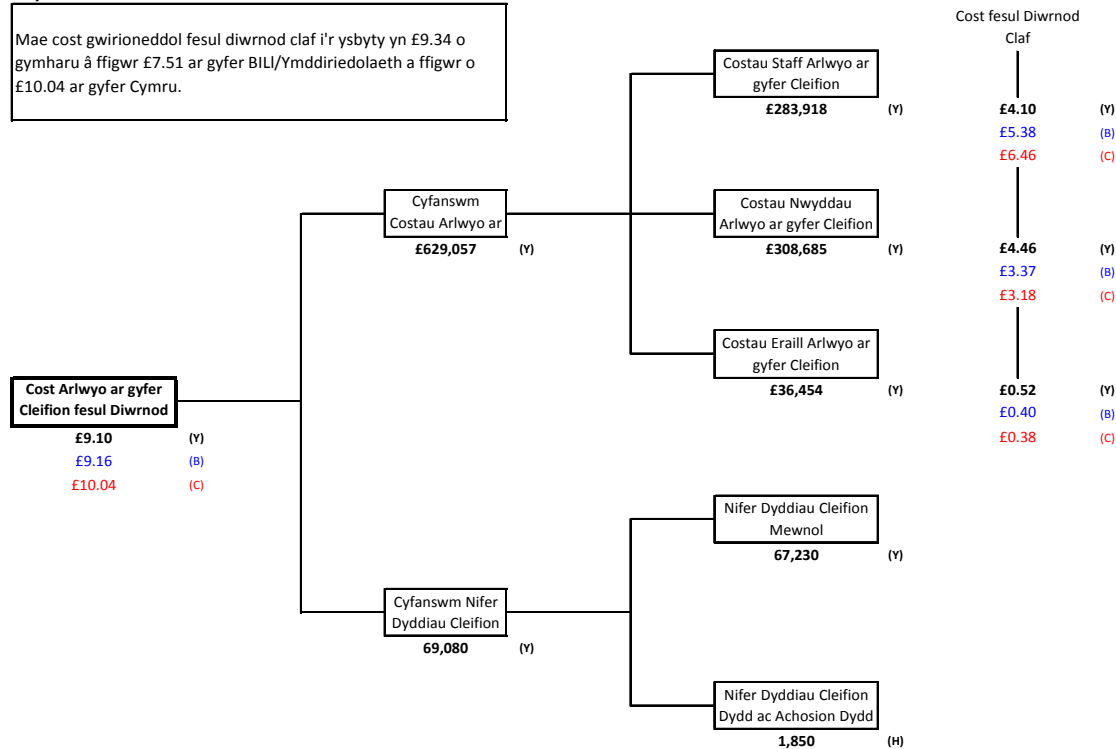 Mae cost gwirioneddol fesul diwrnod claf i'r ysbyty yn £9.34 o
gymharu â ffigwr £7.51 ar gyfer BILl/Ymddiriedolaeth a ffigwr o
£10.04 ar gyfer Cymru.
Cost fesul Diwrnod
Claf
Costau Staff Arlwyo ar
gyfer Cleifion
£283,918 (Y)
£4.10 (Y)
£5.38 (B)
£6.46 (C)
Cyfanswm
Costau Arlwyo ar
£629,057 (Y)
Costau Nwyddau
Arlwyo ar gyfer Cleifion
£308,685 (Y)
£4.46 (Y)
£3.37 (B)
£3.18 (C)
Costau Eraill Arlwyo ar
gyfer Cleifion
£36,454 (Y)
£0.52 (Y)
£0.40 (B)
£0.38 (C)
Cost Arlwyo ar gyfer
Cleifion fesul Diwrnod
£9.10 (Y)
£9.16 (B)
£10.04 (C)
Nifer Dyddiau Cleifion
Mewnol
67,230 (Y)
Cyfanswm Nifer
Dyddiau Cleifion
69,080 (Y)
Nifer Dyddiau Cleifion
Dydd ac Achosion Dydd
1,850 (H)